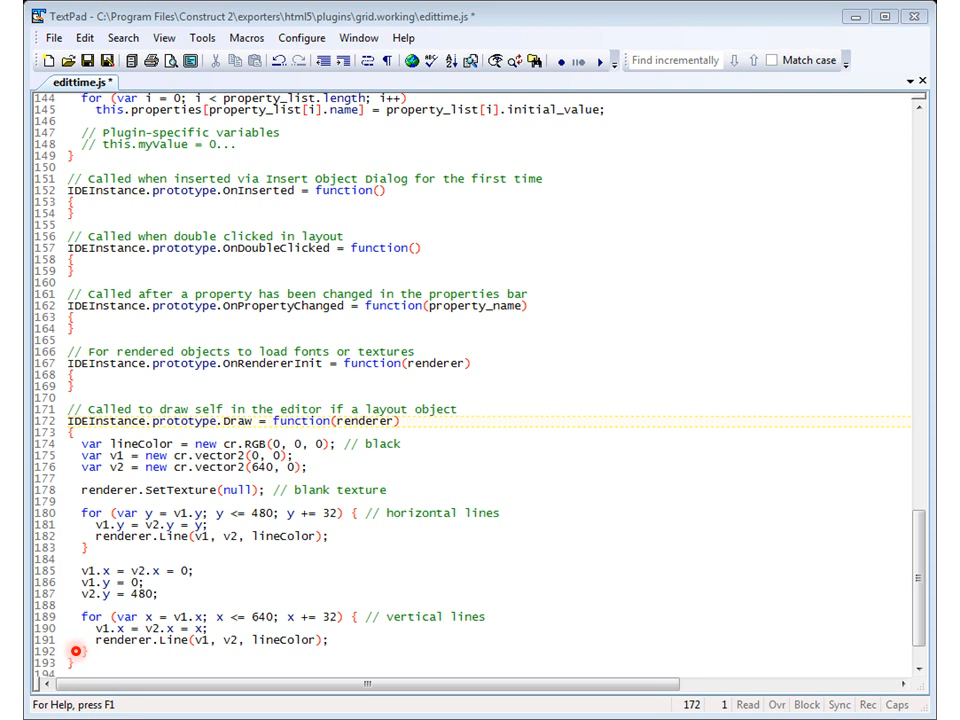 TextPad - C:\Program Files\Construct 2\exporters\html5\plugins\grid.working\edittime.js *
File Edit Search View Tools Macros Configure Window Help
Find incrementally Match case
edittime.js *
144 for (var i = 0; i < property_list.length; i++)
145 this.properties[property_list[i].name] = property_list[i].initial_value;
146
147 // Plugin-specific variables
148 // this.myValue = 0...
149 }
150
151 // Called when inserted via Insert Object Dialog for the first time
152 IDEInstance.prototype.OnInserted = function()
153 {
154 }
155
156 // Called when double clicked in layout
157 IDEInstance.prototype.OnDoubleClicked = function()
158 {
159 }
160
161 // Called after a property has been changed in the properties bar
162 IDEInstance.prototype.OnPropertyChanged = function(property_name)
163 {
164 }
165
166 // For rendered objects to load fonts or textures
167 IDEInstance.prototype.OnRendererInit = function(renderer)
168 {
169 }
170
171 // Called to draw self in the editor if a layout object
172 IDEInstance.prototype.Draw = function(renderer)
173 {
174 var lineColor = new cr.RGB(0, 0, 0); // black
175 var v1 = new cr.vector2(0, 0);
176 var v2 = new cr.vector2(640, 0);
177
178 renderer.SetTexture(null); // blank texture
179
180 for (var y = v1.y; y <= 480; y += 32) { // horizontal lines
181 v1.y = v2.y = y;
182 renderer.Line(v1, v2, lineColor);
183 }
184
185 v1.x = v2.x = 0;
186 v1.y = 0;
187 v2.y = 480;
188
189 for (var x = v1.x; x <= 640; x += 32) { // vertical lines
190 v1.x = v2.x = x;
191 renderer.Line(v1, v2, lineColor);
192 }
193 }
194
For Help, press F1 172 1 Read Ovr Block Sync Rec Caps